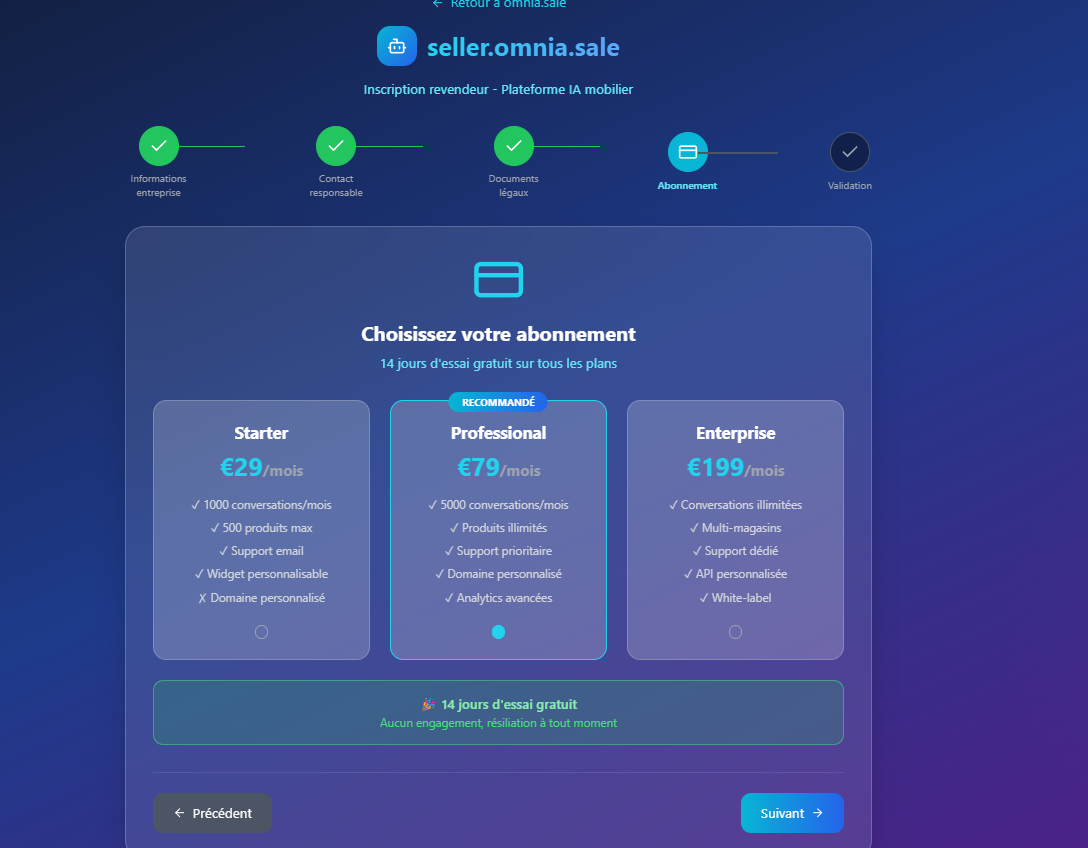 ← Retour à omnia.sale
seller.omnia.sale
Inscription revendeur - Plateforme IA mobilier
Informations
entreprise
Contact
responsable
Documents
légaux
Abonnement
Validation
Choisissez votre abonnement
14 jours d'essai gratuit sur tous les plans
Starter
€29/mois
✓ 1000 conversations/mois
✓ 500 produits max
✓ Support email
✓ Widget personnalisable
✗ Domaine personnalisé
RECOMMANDÉ
Professional
€79/mois
✓ 5000 conversations/mois
✓ Produits illimités
✓ Support prioritaire
✓ Domaine personnalisé
✓ Analytics avancées
Enterprise
€199/mois
✓ Conversations illimitées
✓ Multi-magasins
✓ Support dédié
✓ API personnalisée
✓ White-label
🎉 14 jours d'essai gratuit
Aucun engagement, résiliation à tout moment
← Précédent
Suivant →